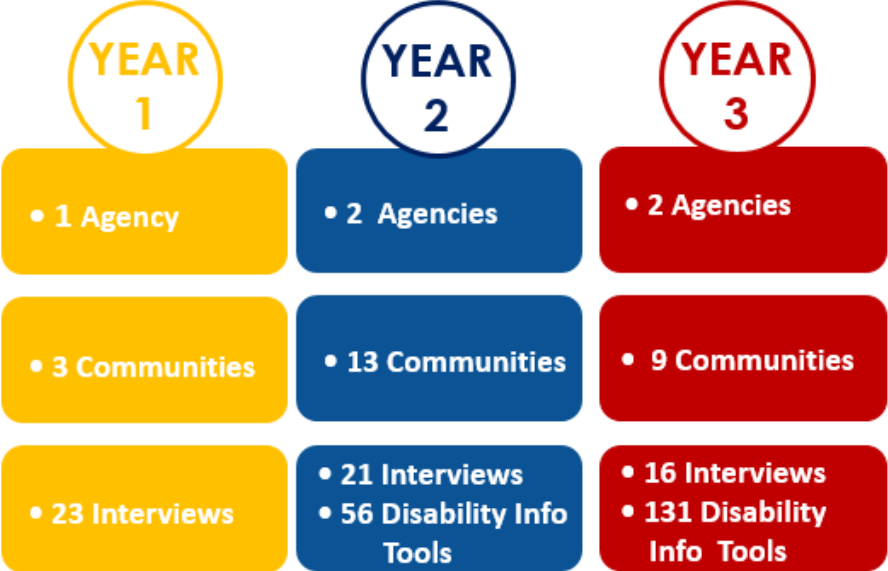 YEAR
1
• 1 Agency
• 3 Communities
• 23 Interviews
YEAR
2
• 2 Agencies
• 13 Communities
• 21 Interviews
• 56 Disability Info
Tools
YEAR
3
• 2 Agencies
• 9 Communities
• 16 Interviews
• 131 Disability
Info Tools